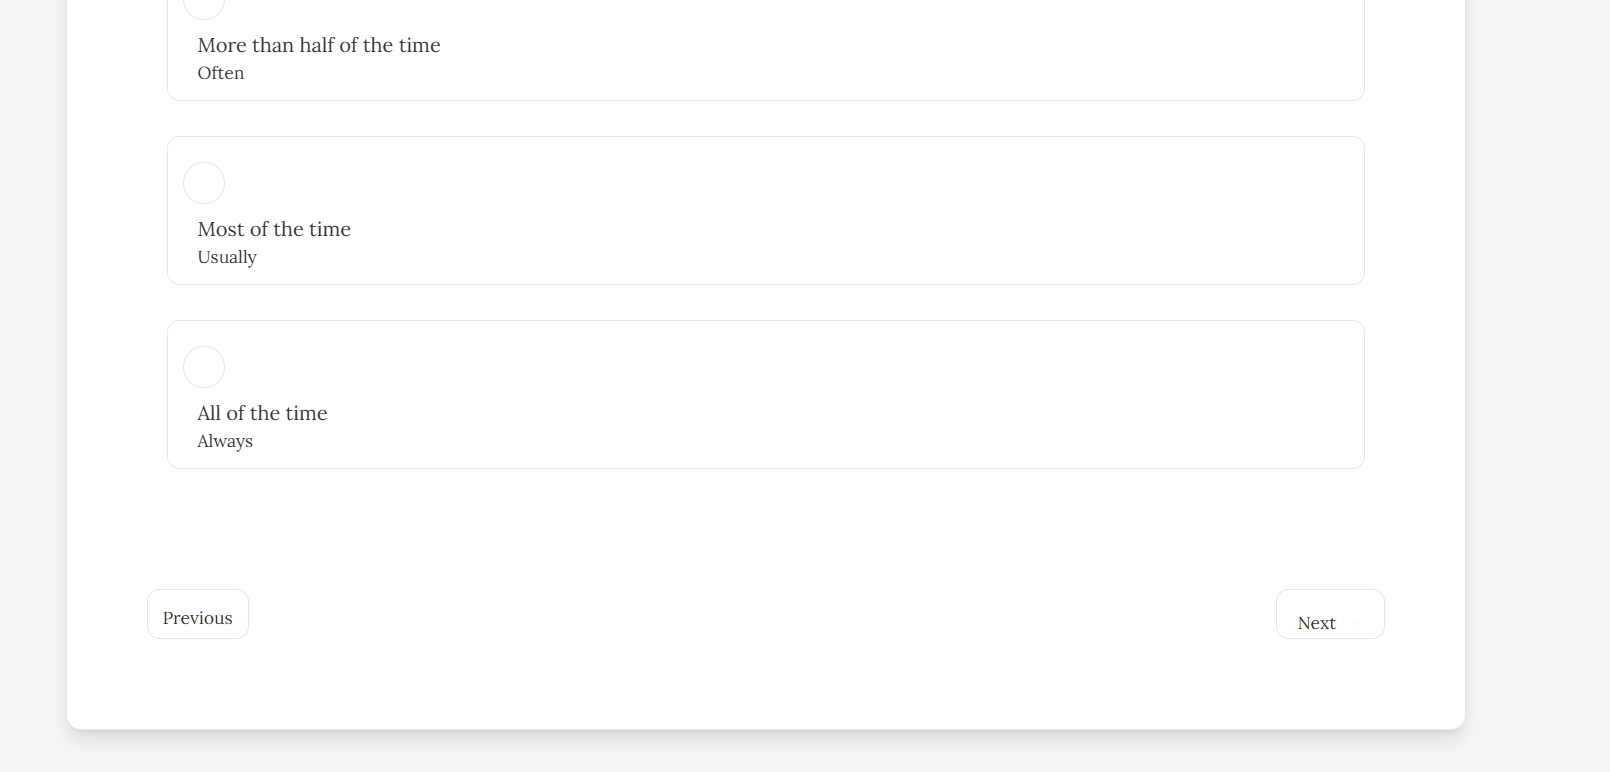 More than half of the time
Often
Most of the time
Usually
All of the time
Always
Previous
Next